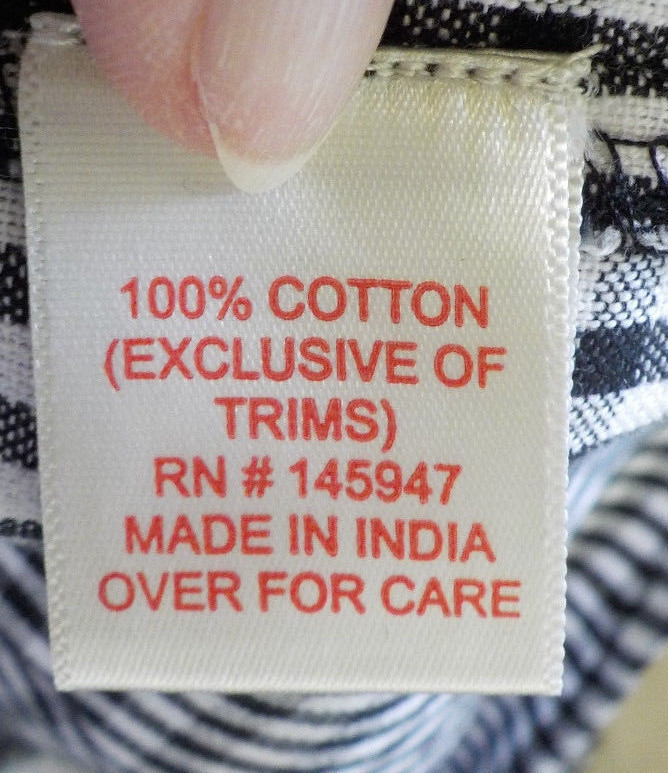 100% COTTON
(EXCLUSIVE OF
TRIMS)
RN # 145947
MADE IN INDIA
OVER FOR CARE